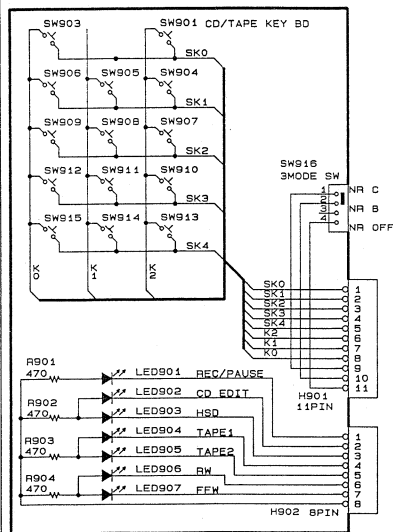 SW903 SW901 CD/TAPE KEY BD
SK0
SW906 SW905 SW904
SK1
SW909 SW908 SW907
SK2
SW912 SW911 SW910
SK3
SW915 SW914 SW913
SK4
K0 K1 K2
SW916
3MODE SW
1 NR C
2
3 NR B
4
NR OFF
SK0 1
SK1 2
SK2 3
SK3 4
SK4 5
K2 6
K1 7
K0 8
9
10
11
H901
11PIN
R901
470 LED901 REC/PAUSE 1
LED902 CD EDIT 2
R902
470 LED903 HSD 3
LED904 TAPE1 4
R903
470 LED905 TAPE2 5
LED906 RW 6
R904
470 LED907 FFW 7
8
H902 8PIN